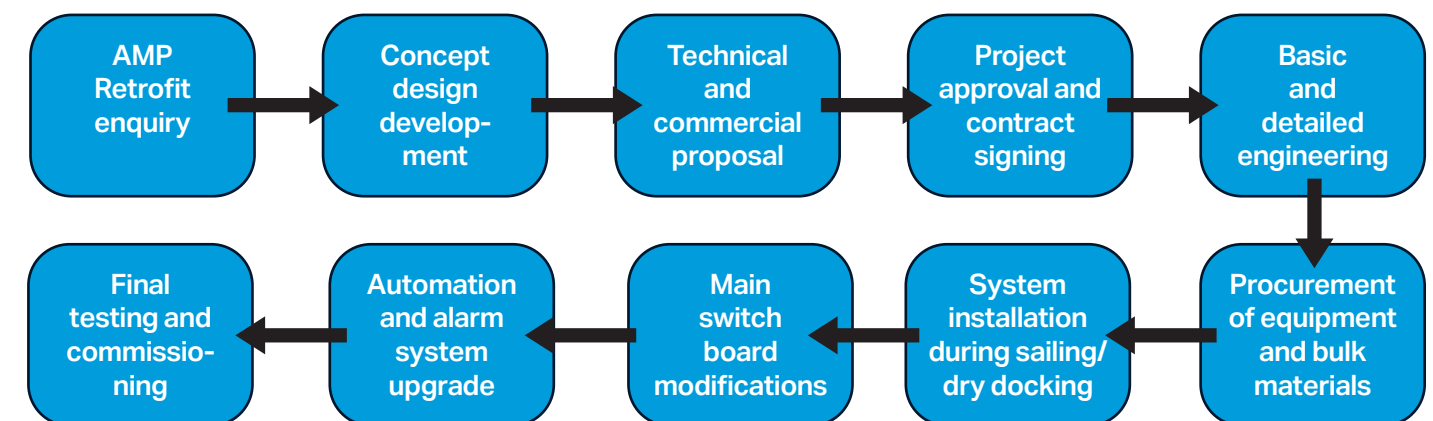 AMP
Retrofit
enquiry
Concept
design
develop-
ment
Technical
and
commercial
proposal
Project
approval and
contract
signing
Basic
and
detailed
engineering
Procurement
of equipment
and bulk
materials
System
installation
during sailing/
dry docking
Main
switch
board
modifications
Automation
and alarm
system
upgrade
Final
testing and
commissio-
ning